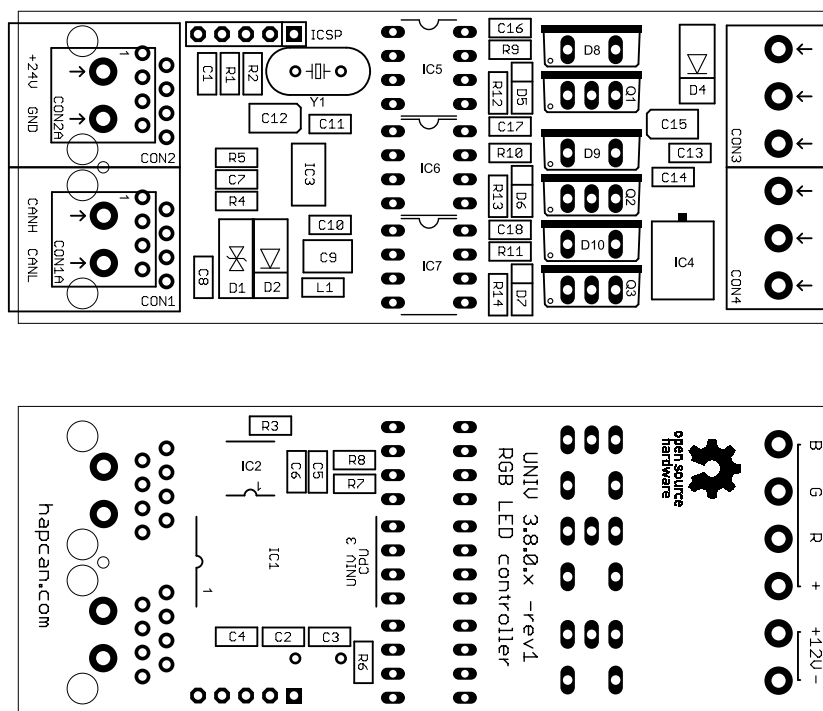 ICSP
C16
R9
D8
+24V
GND
CON2A
1
CON2
C1
R1
R2
Y1
IC5
R12
D5
Q1
D4
C12
C11
C17
C15
CON3
R5
C7
R4
IC3
IC6
R10
D9
C13
C14
R13
D6
Q2
CANH
CANL
CON1A
1
CON1
C10
C9
L1
C8
D1
D2
IC7
C18
R11
D10
IC4
CON4
R14
D7
Q3
R3
IC2
1
C6
C5
R8
R7
UNIV 3.8.0.x -rev1
RGB LED controller
open source
hardware
B
G
R
+
+12V-
hapcan.com
IC1
1
UNIV 3
CPU
C4
C2
C3
R6